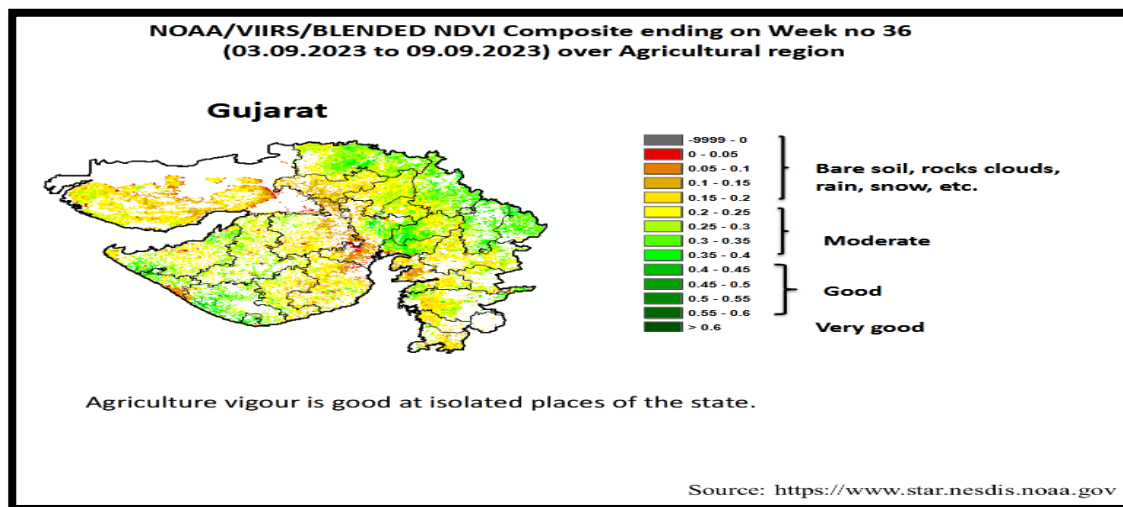 NOAA/VIIRS/BLENDED NDVI Composite ending on Week no 36
(03.09.2023 to 09.09.2023) over Agricultural region
Gujarat
-9999 - 0
0 - 0.05
0.05 - 0.1
0.1 - 0.15
0.15 - 0.2
0.2 - 0.25
0.25 - 0.3
0.3 - 0.35
0.35 - 0.4
0.4 - 0.45
0.45 - 0.5
0.5 - 0.55
0.55 - 0.6
> 0.6
Bare soil, rocks clouds,
rain, snow, etc.
Moderate
Good
Very good
Agriculture vigour is good at isolated places of the state.
Source: https://www.star.nesdis.noaa.gov